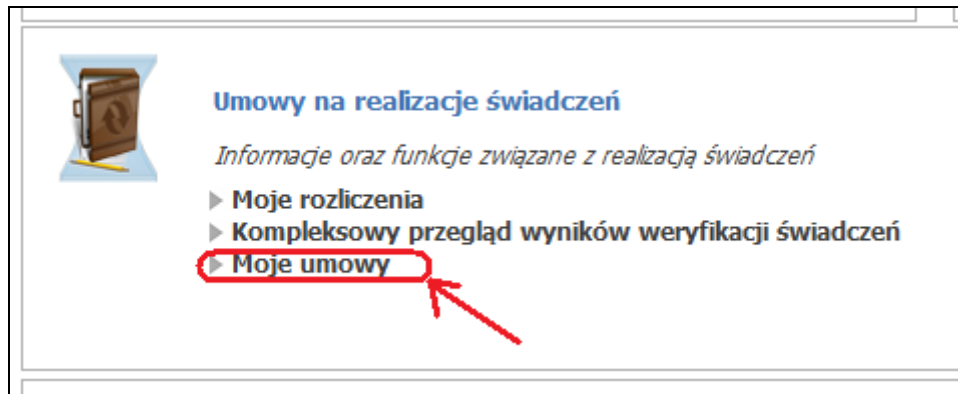 Umowy na realizacje świadczeń
Informacje oraz funkcje związane z realizacją świadczeń
Moje rozliczenia
Kompleksowy przegląd wyników weryfikacji świadczeń
Moje umowy